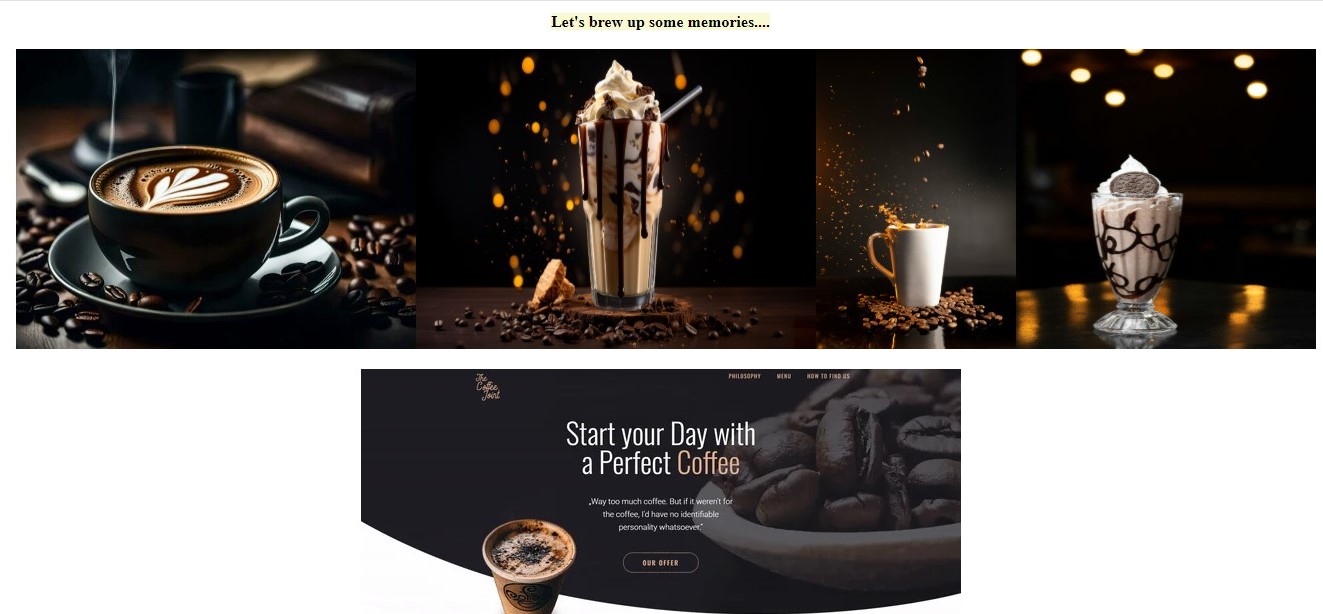 Let's brew up some memories....
The
Coffee
Joint
PHILOSOPHY MENU HOW TO FIND US
Start your Day with
a Perfect Coffee
„Way too much coffee. But if it weren't for
the coffee, I'd have no identifiable
personality whatsoever.”
OUR OFFER